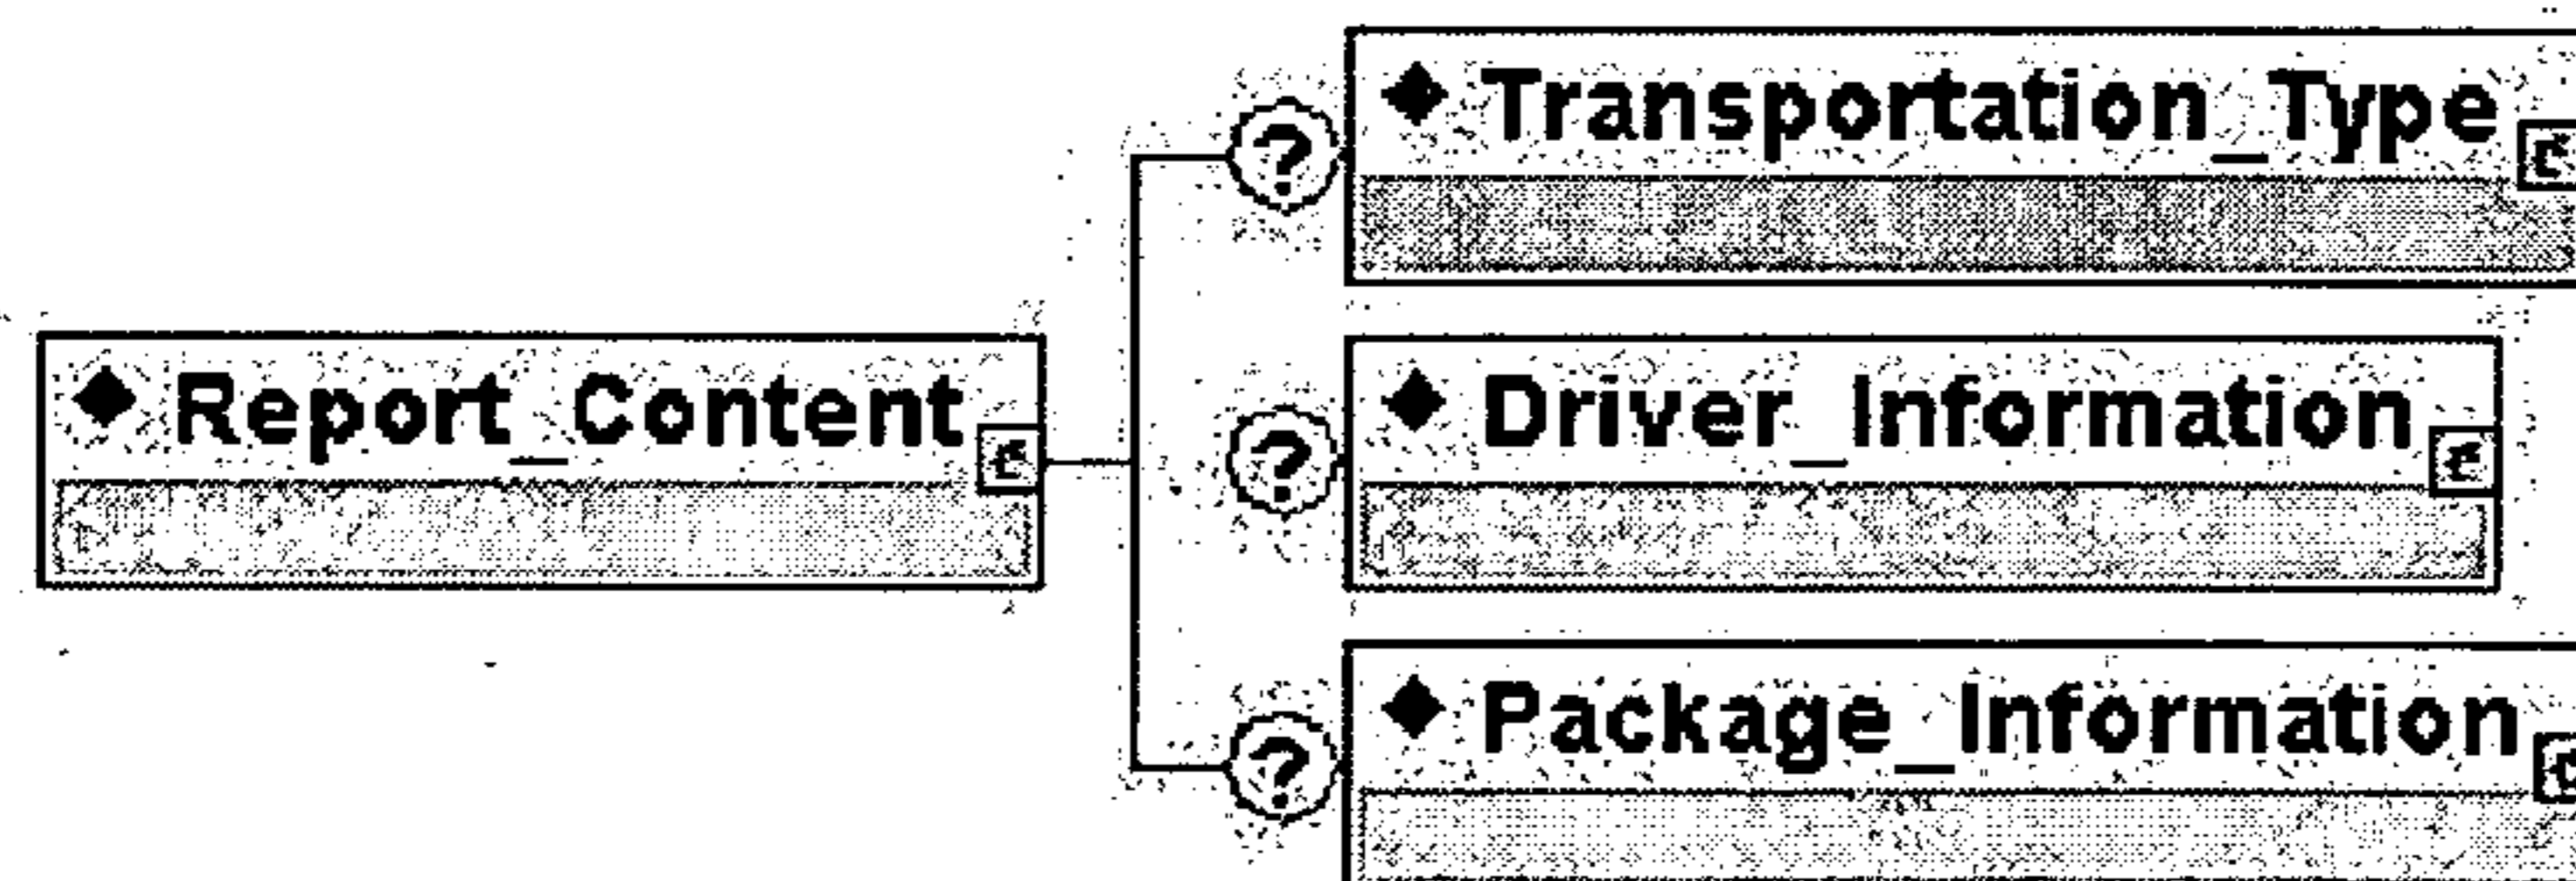 ? ◆ Transportation_Type
◆ Report_Content
? ◆ Driver_Information
? ◆ Package_Information